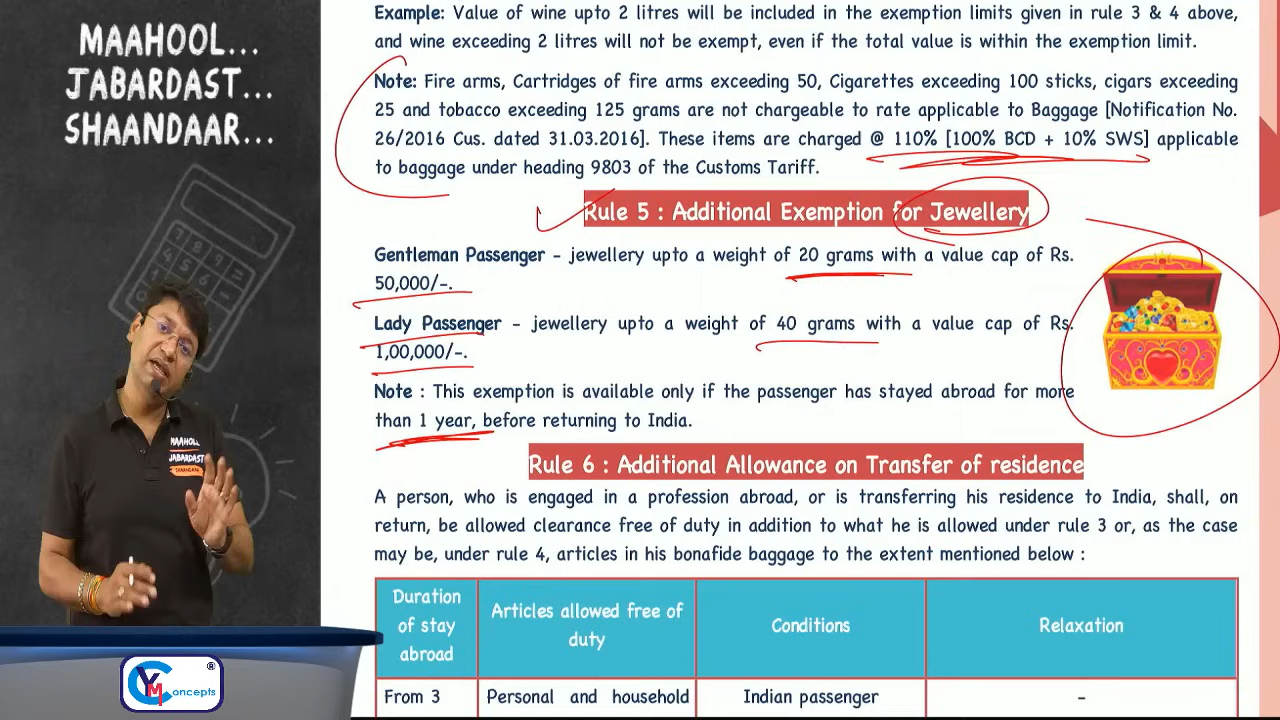 MAAHOOL...
JABARDAST...
SHAANDAAR...
Example: Value of wine upto 2 litres will be included in the exemption limits given in rule 3 & 4 above,
and wine exceeding 2 litres will not be exempt, even if the total value is within the exemption limit.
Note: Fire arms, Cartridges of fire arms exceeding 50, Cigarettes exceeding 100 sticks, cigars exceeding
25 and tobacco exceeding 125 grams are not chargeable to rate applicable to Baggage [Notification No.
26/2016 Cus. dated 31.03.2016]. These items are charged @ 110% [100% BCD + 10% SWS] applicable
to baggage under heading 9803 of the Customs Tariff.
Rule 5 : Additional Exemption for Jewellery
Gentleman Passenger - jewellery upto a weight of 20 grams with a value cap of Rs.
50,000/-.
Lady Passenger - jewellery upto a weight of 40 grams with a value cap of Rs.
1,00,000/-.
Note : This exemption is available only if the passenger has stayed abroad for more
than 1 year, before returning to India.
Rule 6 : Additional Allowance on Transfer of residence
A person, who is engaged in a profession abroad, or is transferring his residence to India, shall, on
return, be allowed clearance free of duty in addition to what he is allowed under rule 3 or, as the case
may be, under rule 4, articles in his bonafide baggage to the extent mentioned below :
Duration
of stay
abroad
Articles allowed free of
duty
Conditions
Relaxation
From 3
Personal and household
Indian passenger
-
MAAHOLL
JABARDAST
SHAANDAAR
CYM
oncepts
®